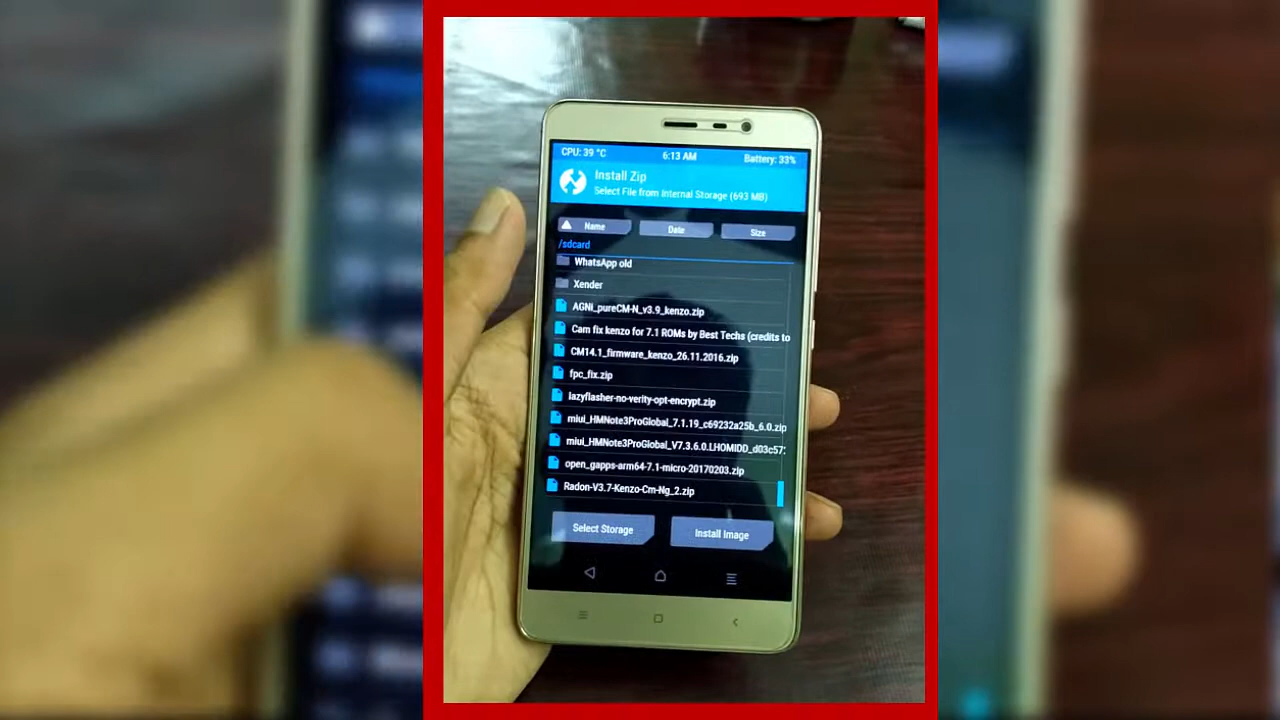 CPU: 39 °C 6:13 AM Battery: 33%
Install Zip
Select File from Internal Storage (693 MB)
Name Date Size
/sdcard
WhatsApp old
Xender
AGNi_pureCM-N_v3.9_kenzo.zip
Cam fix kenzo for 7.1 ROMs by Best Techs (credits to
CM14.1_firmware_kenzo_26.11.2016.zip
fpc_fix.zip
lazyflasher-no-verity-opt-encrypt.zip
miui_HMNote3ProGlobal_7.1.19_c69232a25b_6.0.zip
miui_HMNote3ProGlobal_V7.3.6.0.LHOMIDD_d03c57
open_gapps-arm64-7.1-micro-20170203.zip
Radon-V3.7-Kenzo-Cm-Ng_2.zip
Select Storage Install Image